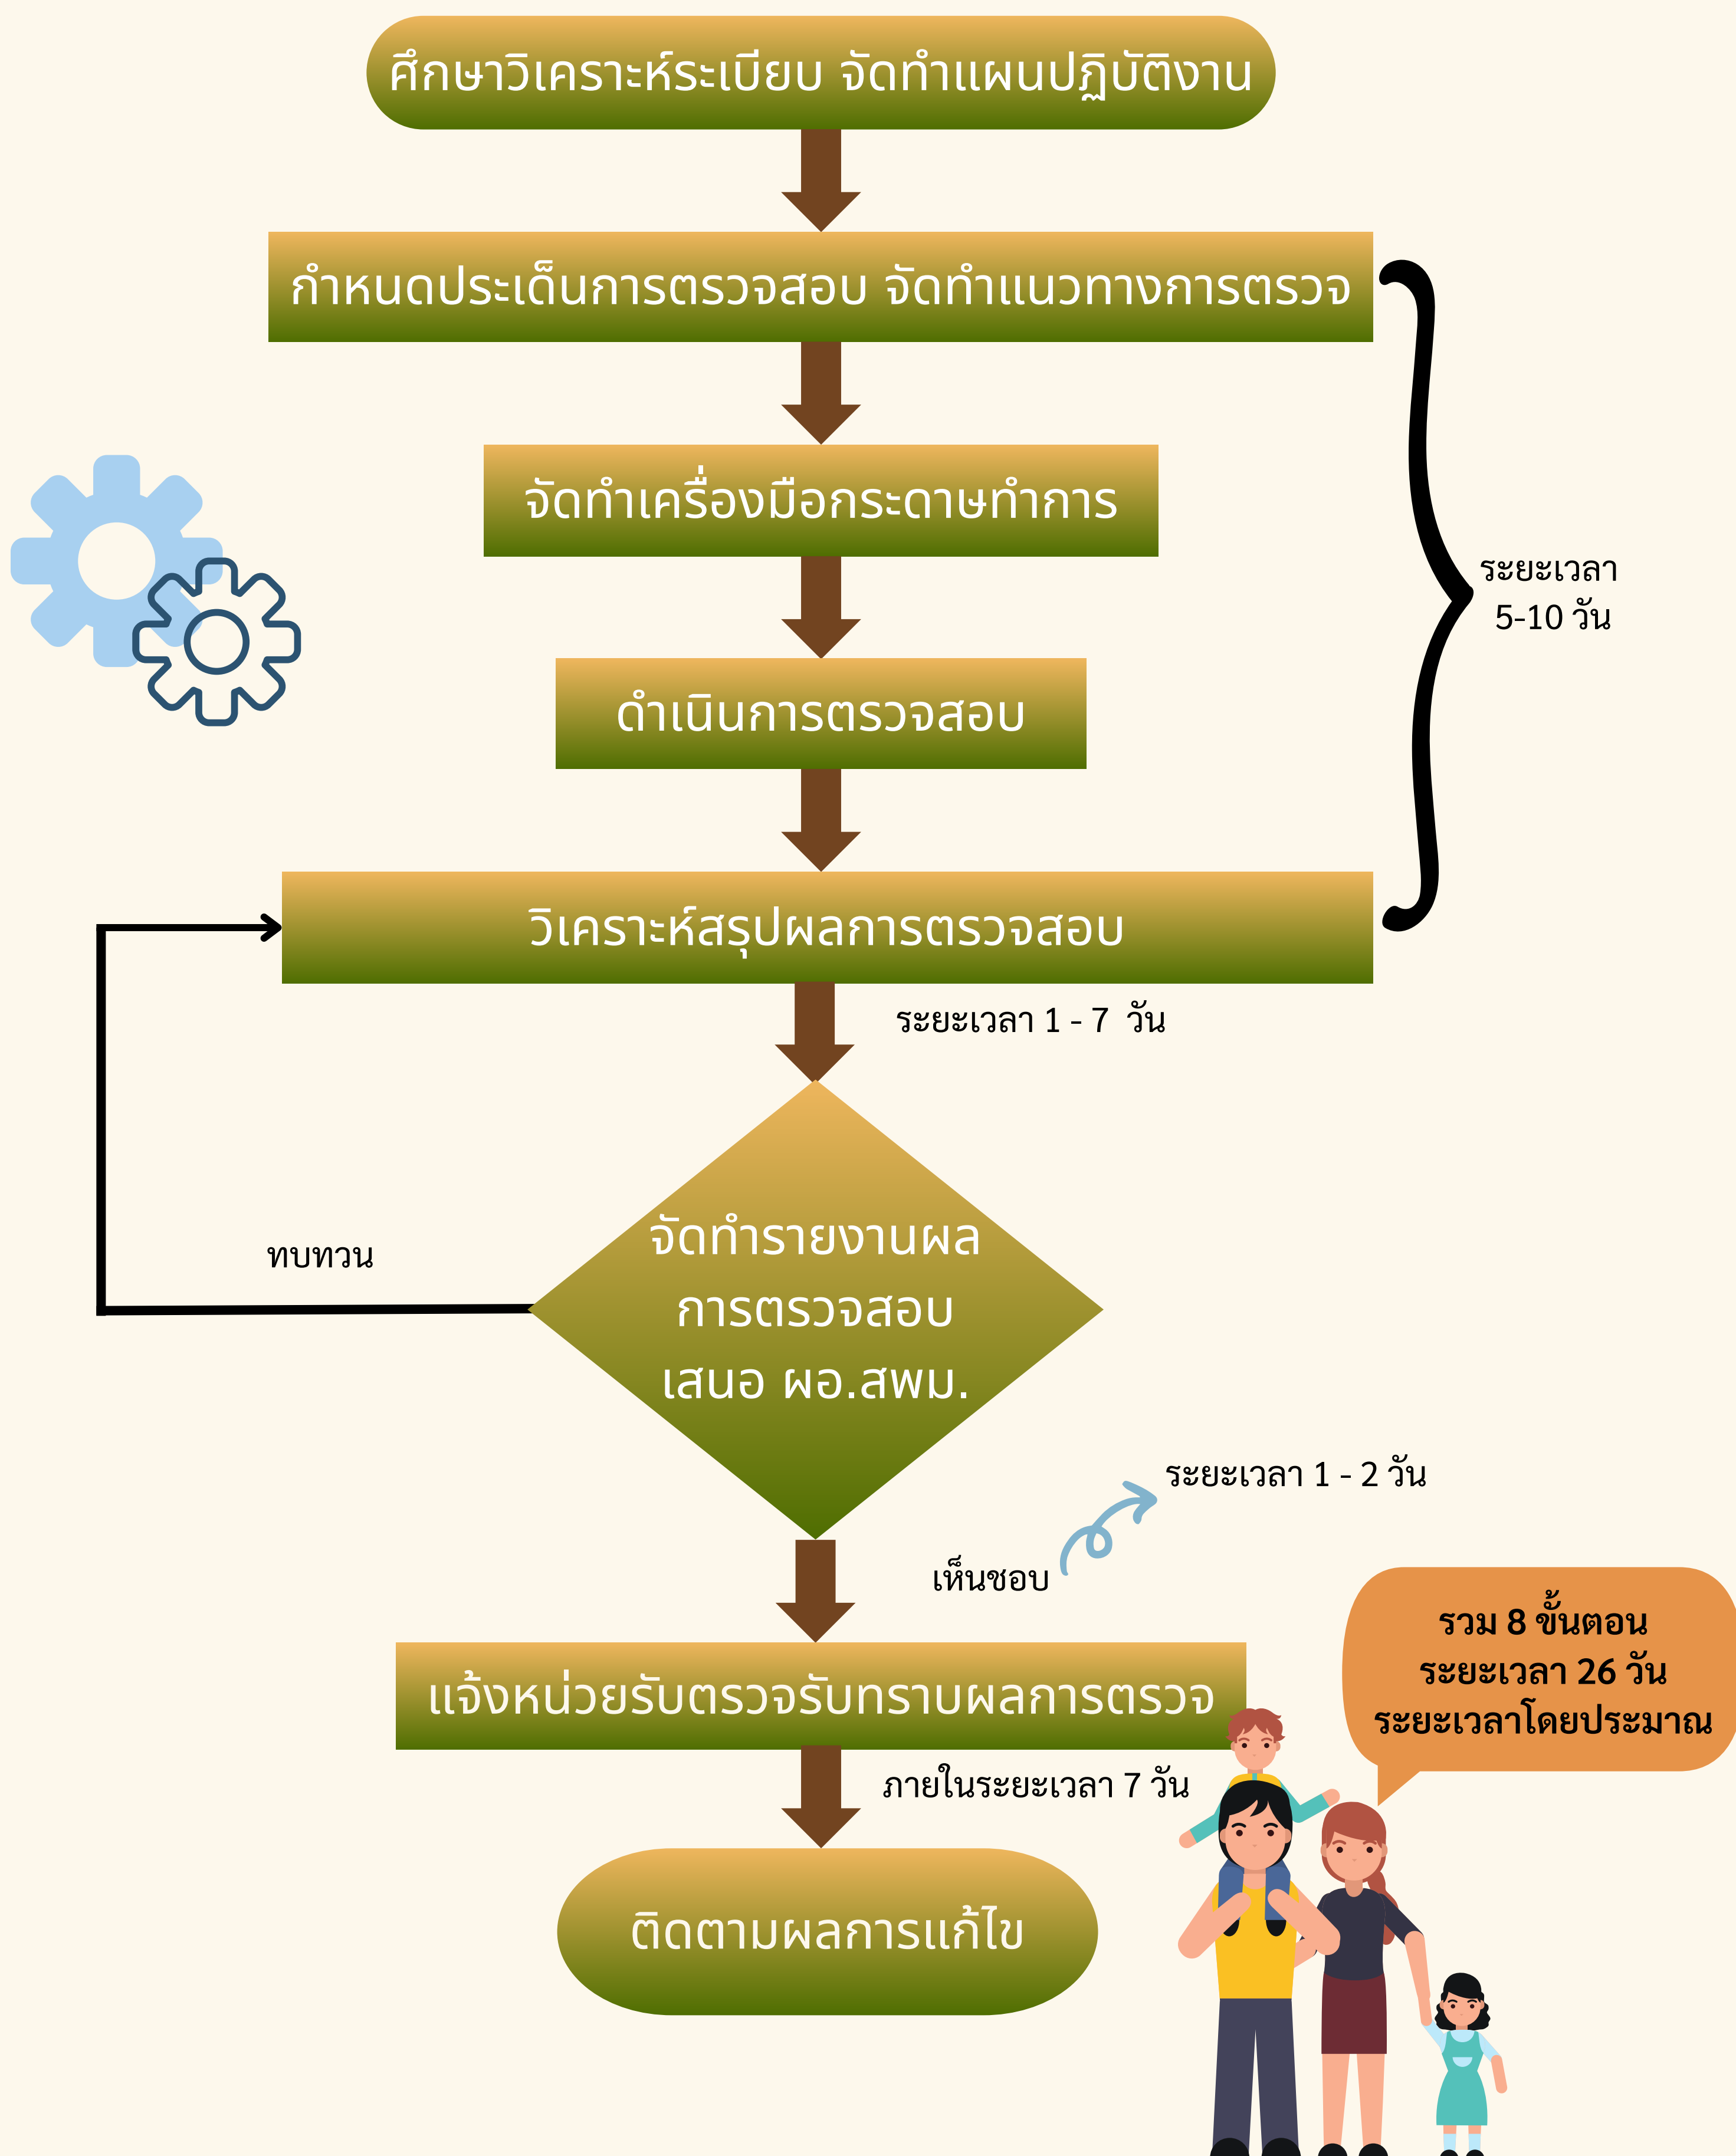 ศึกษาวิเคราะห์ระเบียบ จัดทำแผนปฏิบัติงาน
กำหนดประเด็นการตรวจสอบ จัดทำแนวทางการตรวจ
จัดทำเครื่องมือกระดาษทำการ
ระยะเวลา
5-10 วัน
ดำเนินการตรวจสอบ
วิเคราะห์สรุปผลการตรวจสอบ
ระยะเวลา 1 - 7 วัน
จัดทำรายงานผล
การตรวจสอบ
เสนอ ผอ.สพม.
ทบทวน
ระยะเวลา 1 - 2 วัน
เห็นชอบ
รวม 8 ขั้นตอน
ระยะเวลา 26 วัน
ระยะเวลาโดยประมาณ
แจ้งหน่วยรับตรวจรับทราบผลการตรวจ
ภายในระยะเวลา 7 วัน
ติดตามผลการแก้ไข